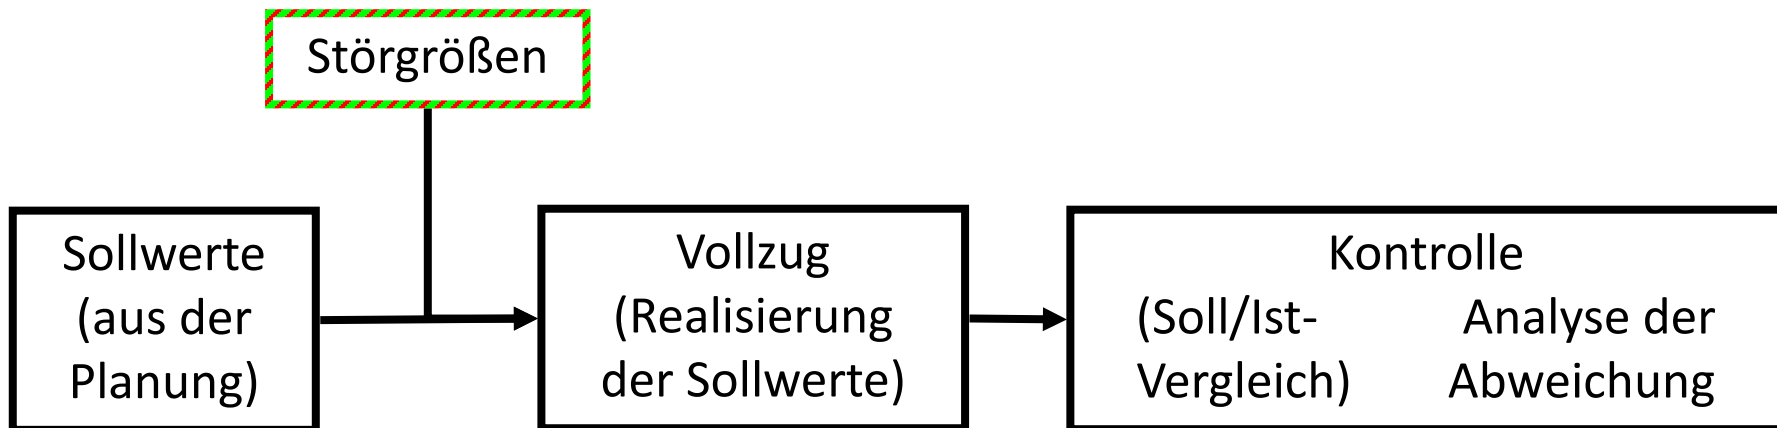 Störgrößen
Sollwerte
(aus der
Planung)
Vollzug
(Realisierung
der Sollwerte)
Kontrolle
(Soll/Ist-
Vergleich)
Analyse der
Abweichung